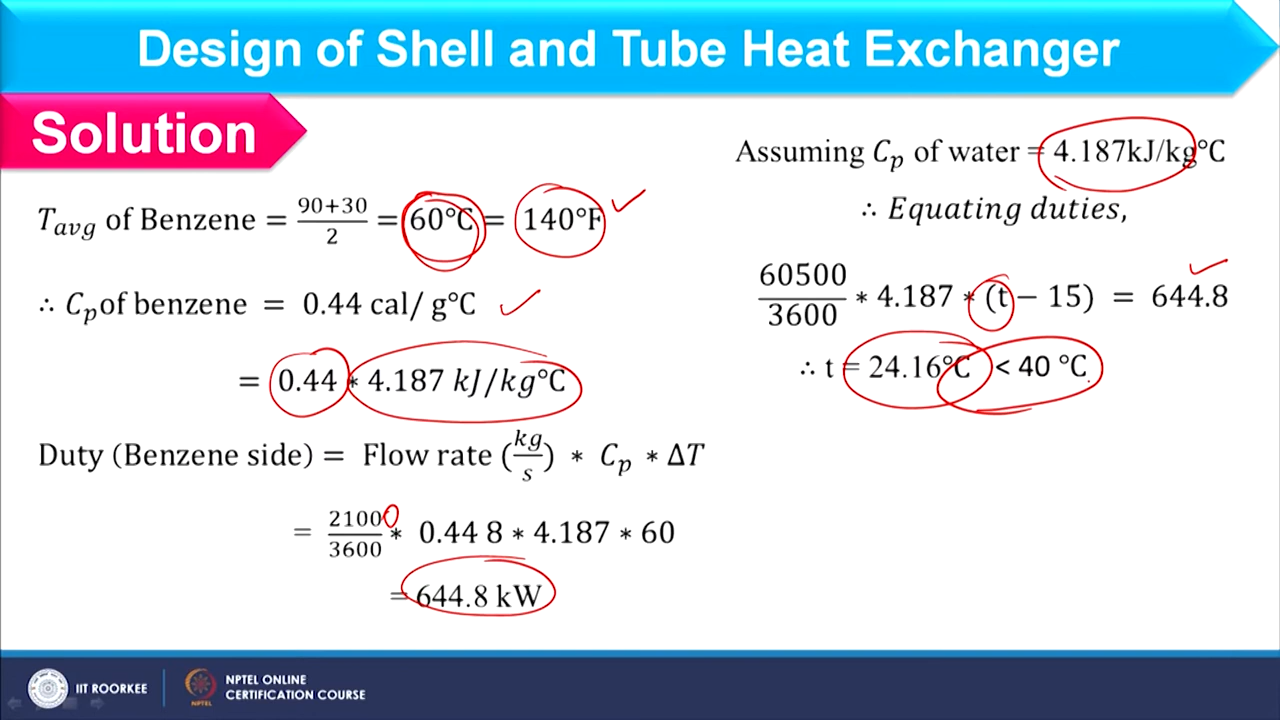 Design of Shell and Tube Heat Exchanger
Solution
T_avg of Benzene = (90+30)/2 = 60°C = 140°F
∴ C_p of benzene = 0.44 cal/ g°C
= 0.44 * 4.187 kJ/kg°C
Duty (Benzene side) = Flow rate (kg/s) * C_p * ΔT
= 21000/3600 * 0.44 8 * 4.187 * 60
= 644.8 kW
Assuming C_p of water = 4.187kJ/kg°C
∴ Equating duties,
60500/3600 * 4.187 * (t − 15) = 644.8
∴ t = 24.16°C < 40 °C
IIT ROORKEE
NPTEL ONLINE
CERTIFICATION COURSE
NPTEL